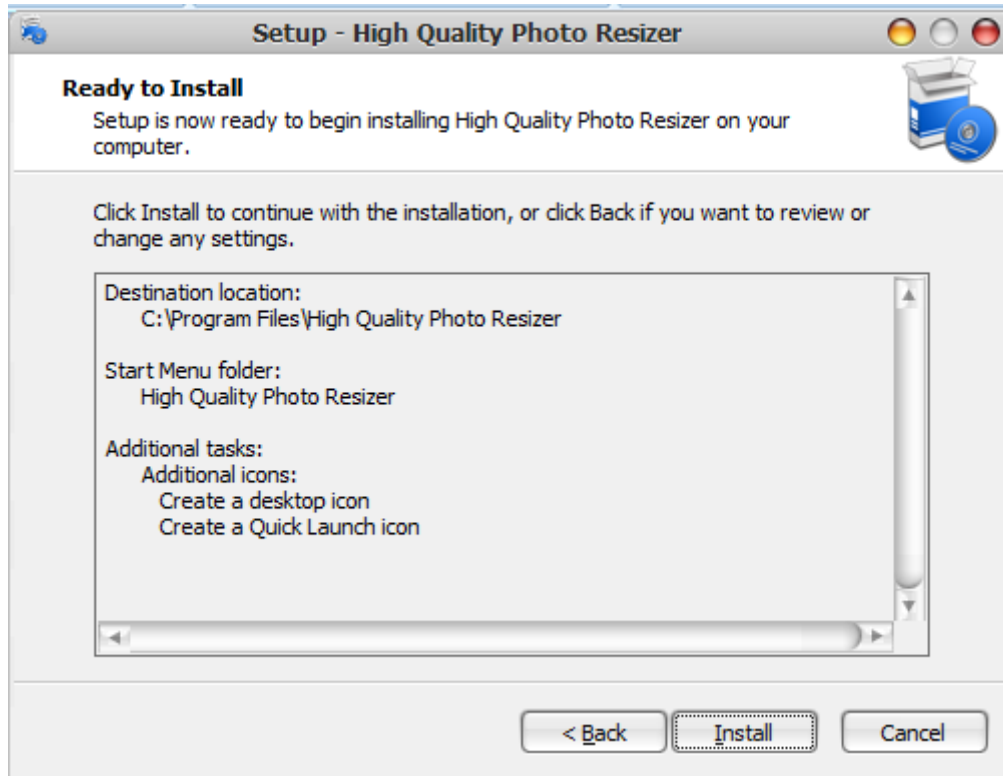 Setup - High Quality Photo Resizer
Ready to Install
Setup is now ready to begin installing High Quality Photo Resizer on your
computer.
Click Install to continue with the installation, or click Back if you want to review or
change any settings.
Destination location:
C:\Program Files\High Quality Photo Resizer
Start Menu folder:
High Quality Photo Resizer
Additional tasks:
Additional icons:
Create a desktop icon
Create a Quick Launch icon
< Back
Install
Cancel